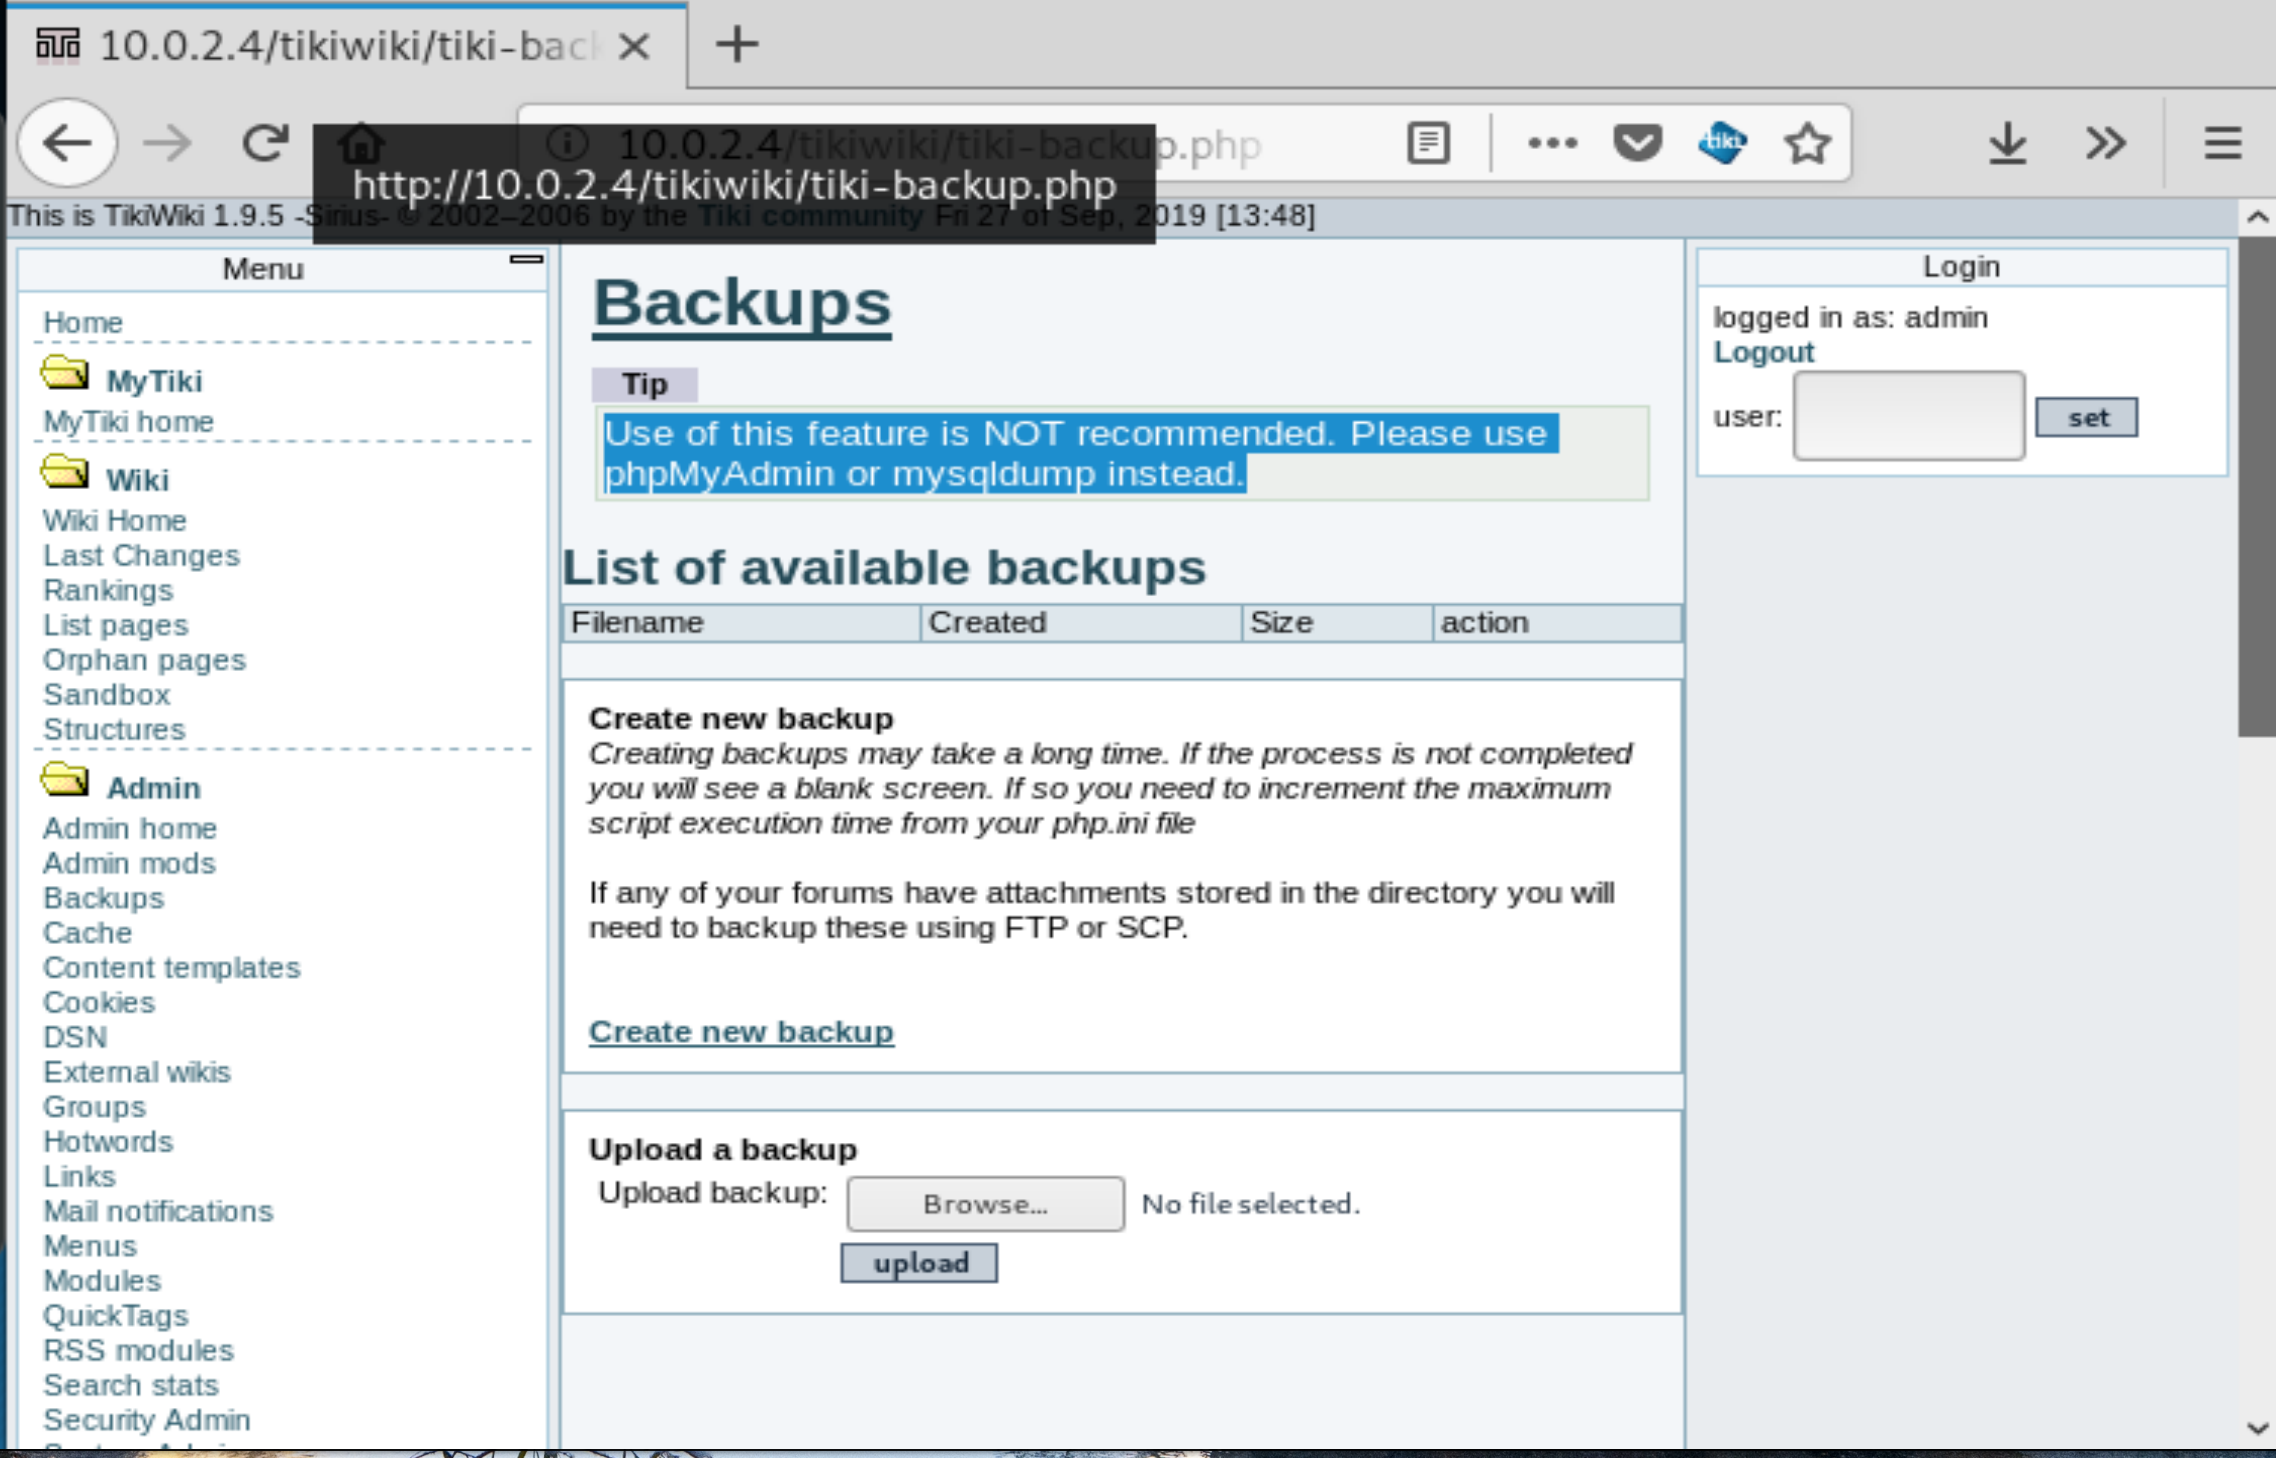 10.0.2.4/tikiwiki/tiki-back
10.0.2.4/tikiwiki/tiki-backup.php
tiki
http://10.0.2.4/tikiwiki/tiki-backup.php
This is TikiWiki 1.9.5 -Sirius- © 2002–2006 by the Tiki community Fri 27 of Sep, 2019 [13:48]
Menu
Home
MyTiki
MyTiki home
Wiki
Wiki Home
Last Changes
Rankings
List pages
Orphan pages
Sandbox
Structures
Admin
Admin home
Admin mods
Backups
Cache
Content templates
Cookies
DSN
External wikis
Groups
Hotwords
Links
Mail notifications
Menus
Modules
QuickTags
RSS modules
Search stats
Security Admin
Backups
Tip
Use of this feature is NOT recommended. Please use
phpMyAdmin or mysqldump instead.
List of available backups
Filename Created Size action
Create new backup
Creating backups may take a long time. If the process is not completed
you will see a blank screen. If so you need to increment the maximum
script execution time from your php.ini file
If any of your forums have attachments stored in the directory you will
need to backup these using FTP or SCP.
Create new backup
Upload a backup
Upload backup: Browse... No file selected.
upload
Login
logged in as: admin
Logout
user: set